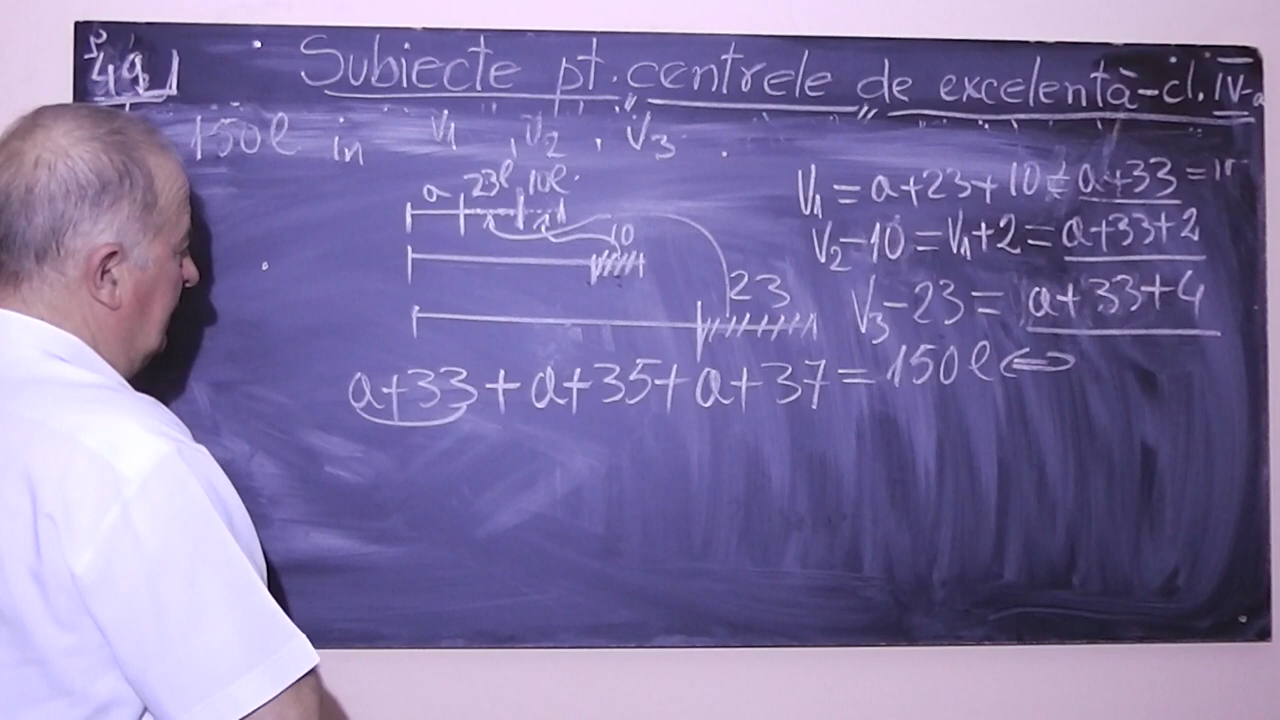 Subiecte pt. centrele de excelență-cl. IV-a
150l in V₁, V₂, V₃.
a 23l 10l.
V₁ = a+23+10 = a+33 =
10
V₂-10 = V₁+2 = a+33+2
23
V₃-23 = a+33+4
a+33+a+35+a+37 = 150l ⇔